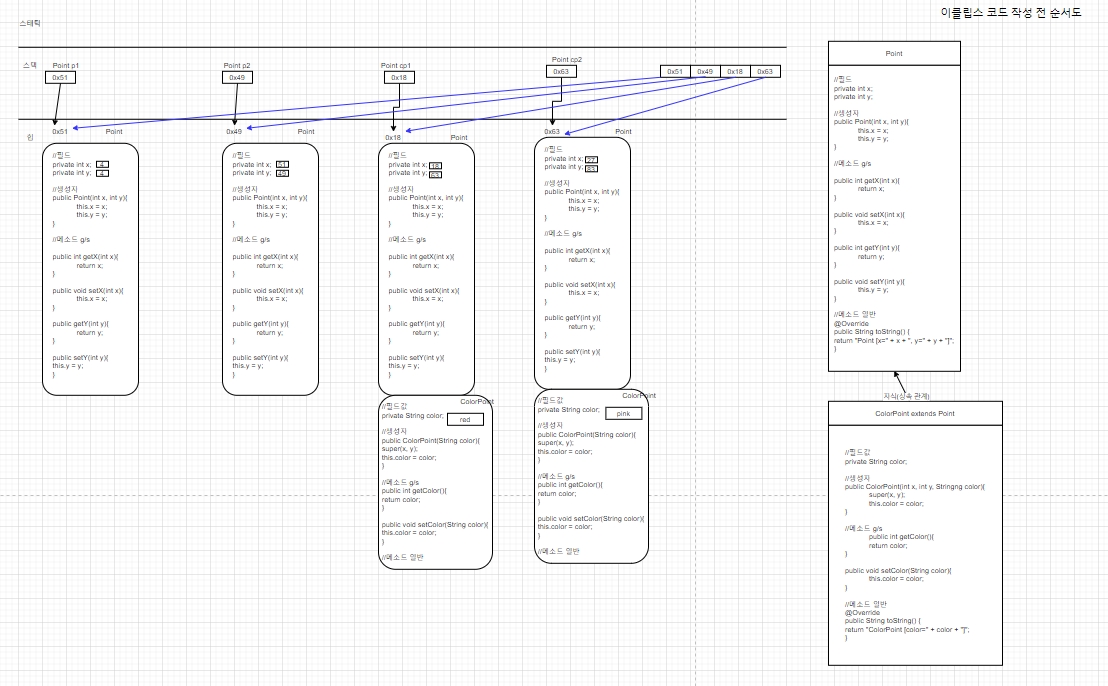 이클립스 코드 작성 전 순서도
스태틱
스택
Point p1
0x51
Point p2
0x49
Point cp1
0x18
Point cp2
0x63
0x51 0x49 0x18 0x63
힙
0x51 Point
//필드
private int x; 4
private int y; 4
//생성자
public Point(int x, int y){
this.x = x;
this.y = y;
}
//메소드 g/s
public int getX(int x){
return x;
}
public void setX(int x){
this.x = x;
}
public getY(int y){
return y;
}
public setY(int y){
this.y = y;
}
0x49 Point
//필드
private int x; 51
private int y; 49
//생성자
public Point(int x, int y){
this.x = x;
this.y = y;
}
//메소드 g/s
public int getX(int x){
return x;
}
public void setX(int x){
this.x = x;
}
public getY(int y){
return y;
}
public setY(int y){
this.y = y;
}
0x18 Point
//필드
private int x; 18
private int y; 63
//생성자
public Point(int x, int y){
this.x = x;
this.y = y;
}
//메소드 g/s
public int getX(int x){
return x;
}
public void setX(int x){
this.x = x;
}
public getY(int y){
return y;
}
public setY(int y){
this.y = y;
}
ColorPoint
//필드값
private String color; red
//생성자
public ColorPoint(String color){
super(x, y);
this.color = color;
}
//메소드 g/s
public int getColor(){
return color;
}
public void setColor(String color){
this.color = color;
}
//메소드 일반
0x63 Point
//필드
private int x; 27
private int y; 83
//생성자
public Point(int x, int y){
this.x = x;
this.y = y;
}
//메소드 g/s
public int getX(int x){
return x;
}
public void setX(int x){
this.x = x;
}
public getY(int y){
return y;
}
public setY(int y){
this.y = y;
}
ColorPoint
//필드값
private String color; pink
//생성자
public ColorPoint(String color){
super(x, y);
this.color = color;
}
//메소드 g/s
public int getColor(){
return color;
}
public void setColor(String color){
this.color = color;
}
//메소드 일반
Point
//필드
private int x;
private int y;
//생성자
public Point(int x, int y){
this.x = x;
this.y = y;
}
//메소드 g/s
public int getX(int x){
return x;
}
public void setX(int x){
this.x = x;
}
public int getY(int y){
return y;
}
public void setY(int y){
this.y = y;
}
//메소드 일반
@Override
public String toString() {
return "Point [x=" + x + ", y=" + y + "]";
}
자식(상속 관계)
ColorPoint extends Point
//필드값
private String color;
//생성자
public ColorPoint(int x, int y, Stringng color){
super(x, y);
this.color = color;
}
//메소드 g/s
public int getColor(){
return color;
}
public void setColor(String color){
this.color = color;
}
//메소드 일반
@Override
public String toString() {
return "ColorPoint [color=" + color + "]";
}